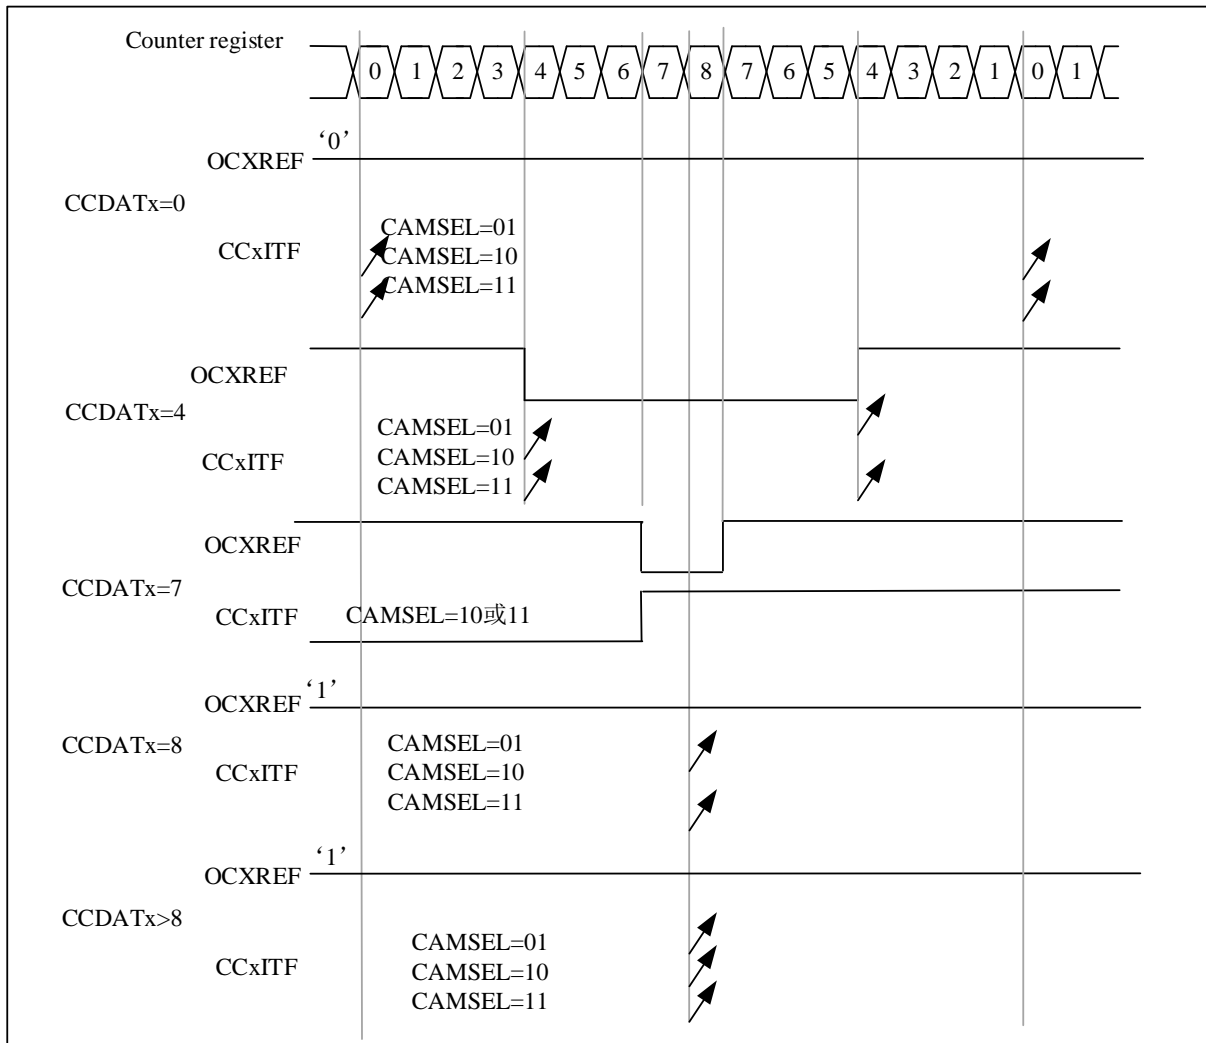 Counter register
0 1 2 3 4 5 6 7 8 7 6 5 4 3 2 1 0 1
‘0’
OCXREF
CCDATx=0
CAMSEL=01
CCxITF
CAMSEL=10
CAMSEL=11
OCXREF
CCDATx=4
CAMSEL=01
CCxITF
CAMSEL=10
CAMSEL=11
OCXREF
CCDATx=7
CCxITF
CAMSEL=10或11
‘1’
OCXREF
CCDATx=8
CAMSEL=01
CCxITF
CAMSEL=10
CAMSEL=11
‘1’
OCXREF
CCDATx>8
CAMSEL=01
CCxITF
CAMSEL=10
CAMSEL=11